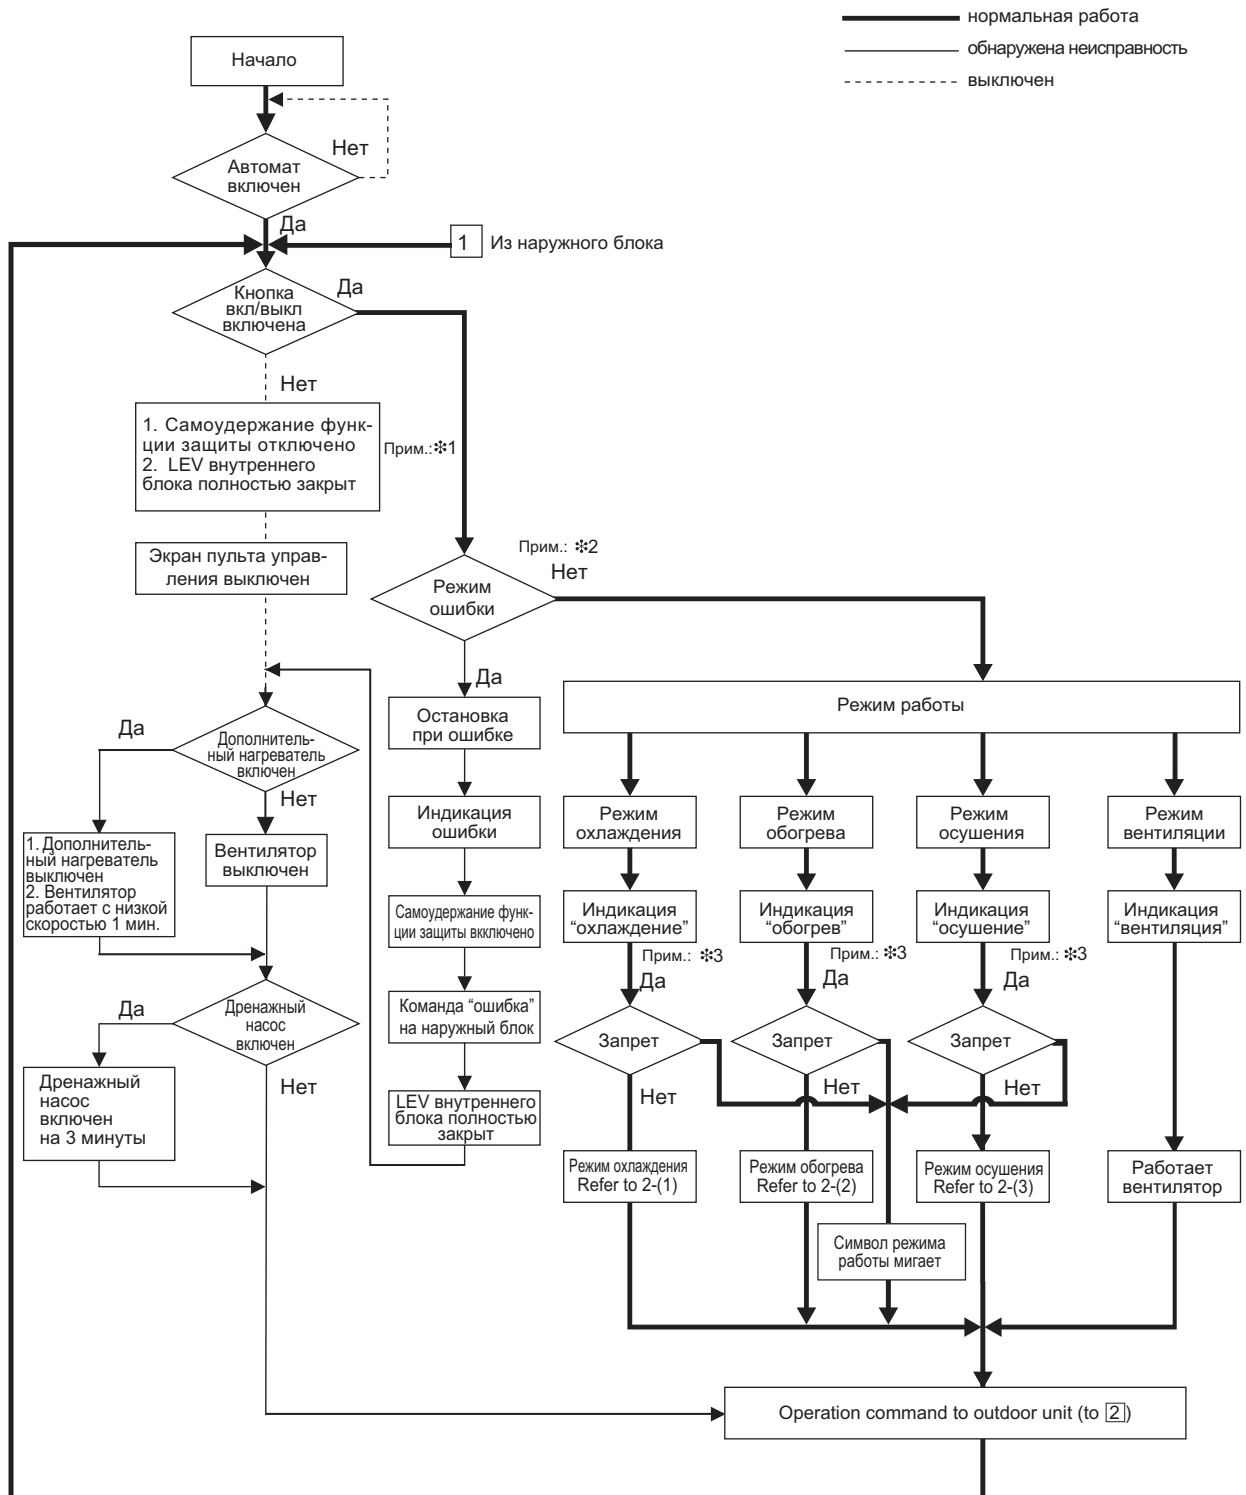 нормальная работа
обнаружена неисправность
выключен
Начало
Нет
Автомат
включен
Да
1 Из наружного блока
Да
Кнопка
вкл/выкл
включена
Нет
1. Самоудержание функ-
ции защиты отключено
2. LEV внутреннего
блока полностью закрыт
Прим.:✻1
Экран пульта управ-
ления выключен
Прим.: ✻2
Нет
Режим
ошибки
Да
Остановка
при ошибке
Режим работы
Да
Дополнитель-
ный нагреватель
включен
Нет
1. Дополнитель-
ный нагреватель
выключен
2. Вентилятор
работает с низкой
скоростью 1 мин.
Вентилятор
выключен
Индикация
ошибки
Режим
охлаждения
Режим
обогрева
Режим
осушения
Режим
вентиляции
Самоудержание функ-
ции защиты вкключено
Индикация
“охлаждение”
Индикация
“обогрев”
Индикация
“осушение”
Индикация
“вентиляция”
Прим.: ✻3
Да
Прим.: ✻3
Да
Прим.: ✻3
Да
Да
Дренажный
насос
включен
Нет
Команда “ошибка”
на наружный блок
Запрет
Запрет
Запрет
Нет
Нет
Нет
Дренажный
насос
включен
на 3 минуты
LEV внутреннего
блока полностью
закрыт
Режим охлаждения
Refer to 2-(1)
Режим обогрева
Refer to 2-(2)
Режим осушения
Refer to 2-(3)
Работает
вентилятор
Символ режима
работы мигает
Operation command to outdoor unit (to 2)